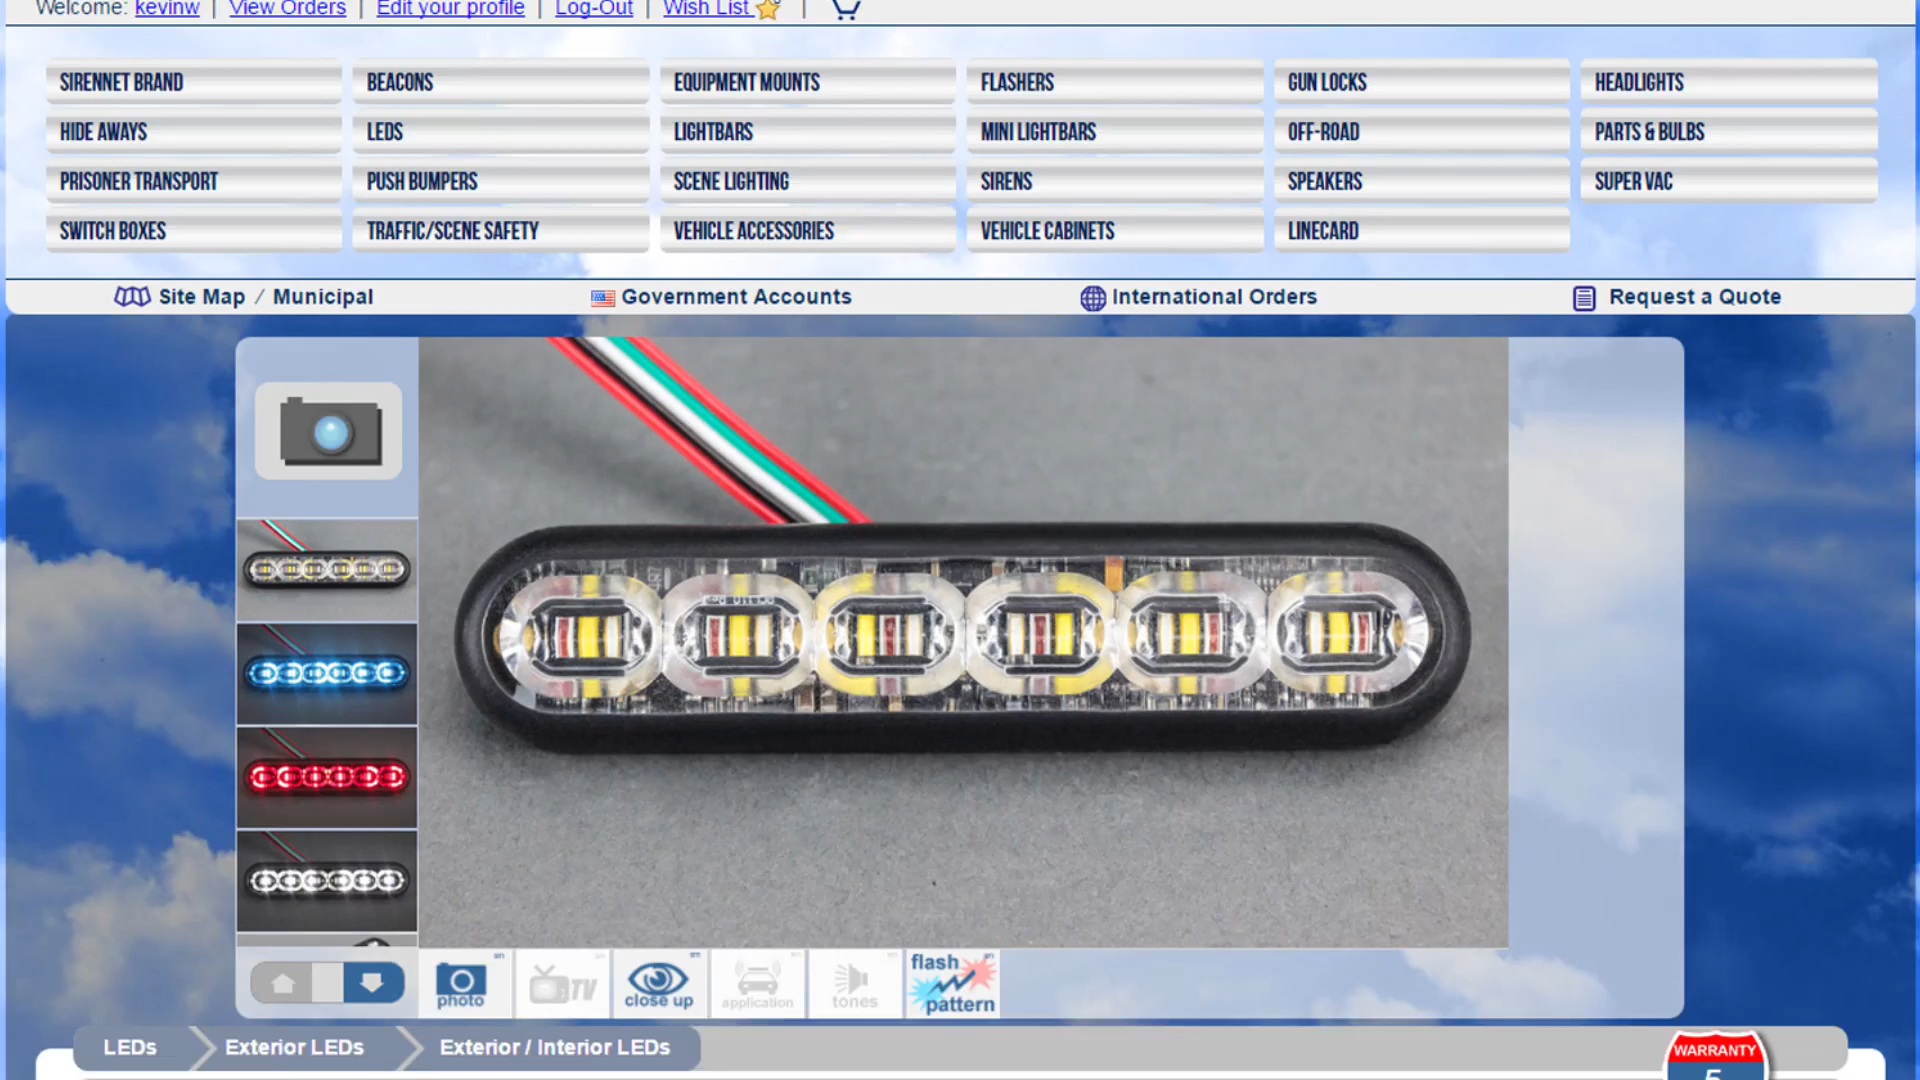 Welcome: kevinw | View Orders | Edit your profile | Log-Out | Wish List |
SIRENNET BRAND BEACONS EQUIPMENT MOUNTS FLASHERS GUN LOCKS HEADLIGHTS
HIDE AWAYS LEDS LIGHTBARS MINI LIGHTBARS OFF-ROAD PARTS & BULBS
PRISONER TRANSPORT PUSH BUMPERS SCENE LIGHTING SIRENS SPEAKERS SUPER VAC
SWITCH BOXES TRAFFIC/SCENE SAFETY VEHICLE ACCESSORIES VEHICLE CABINETS LINECARD
Site Map / Municipal Government Accounts International Orders Request a Quote
photo TV close up application tones flash pattern
LEDs Exterior LEDs Exterior / Interior LEDs
WARRANTY
5